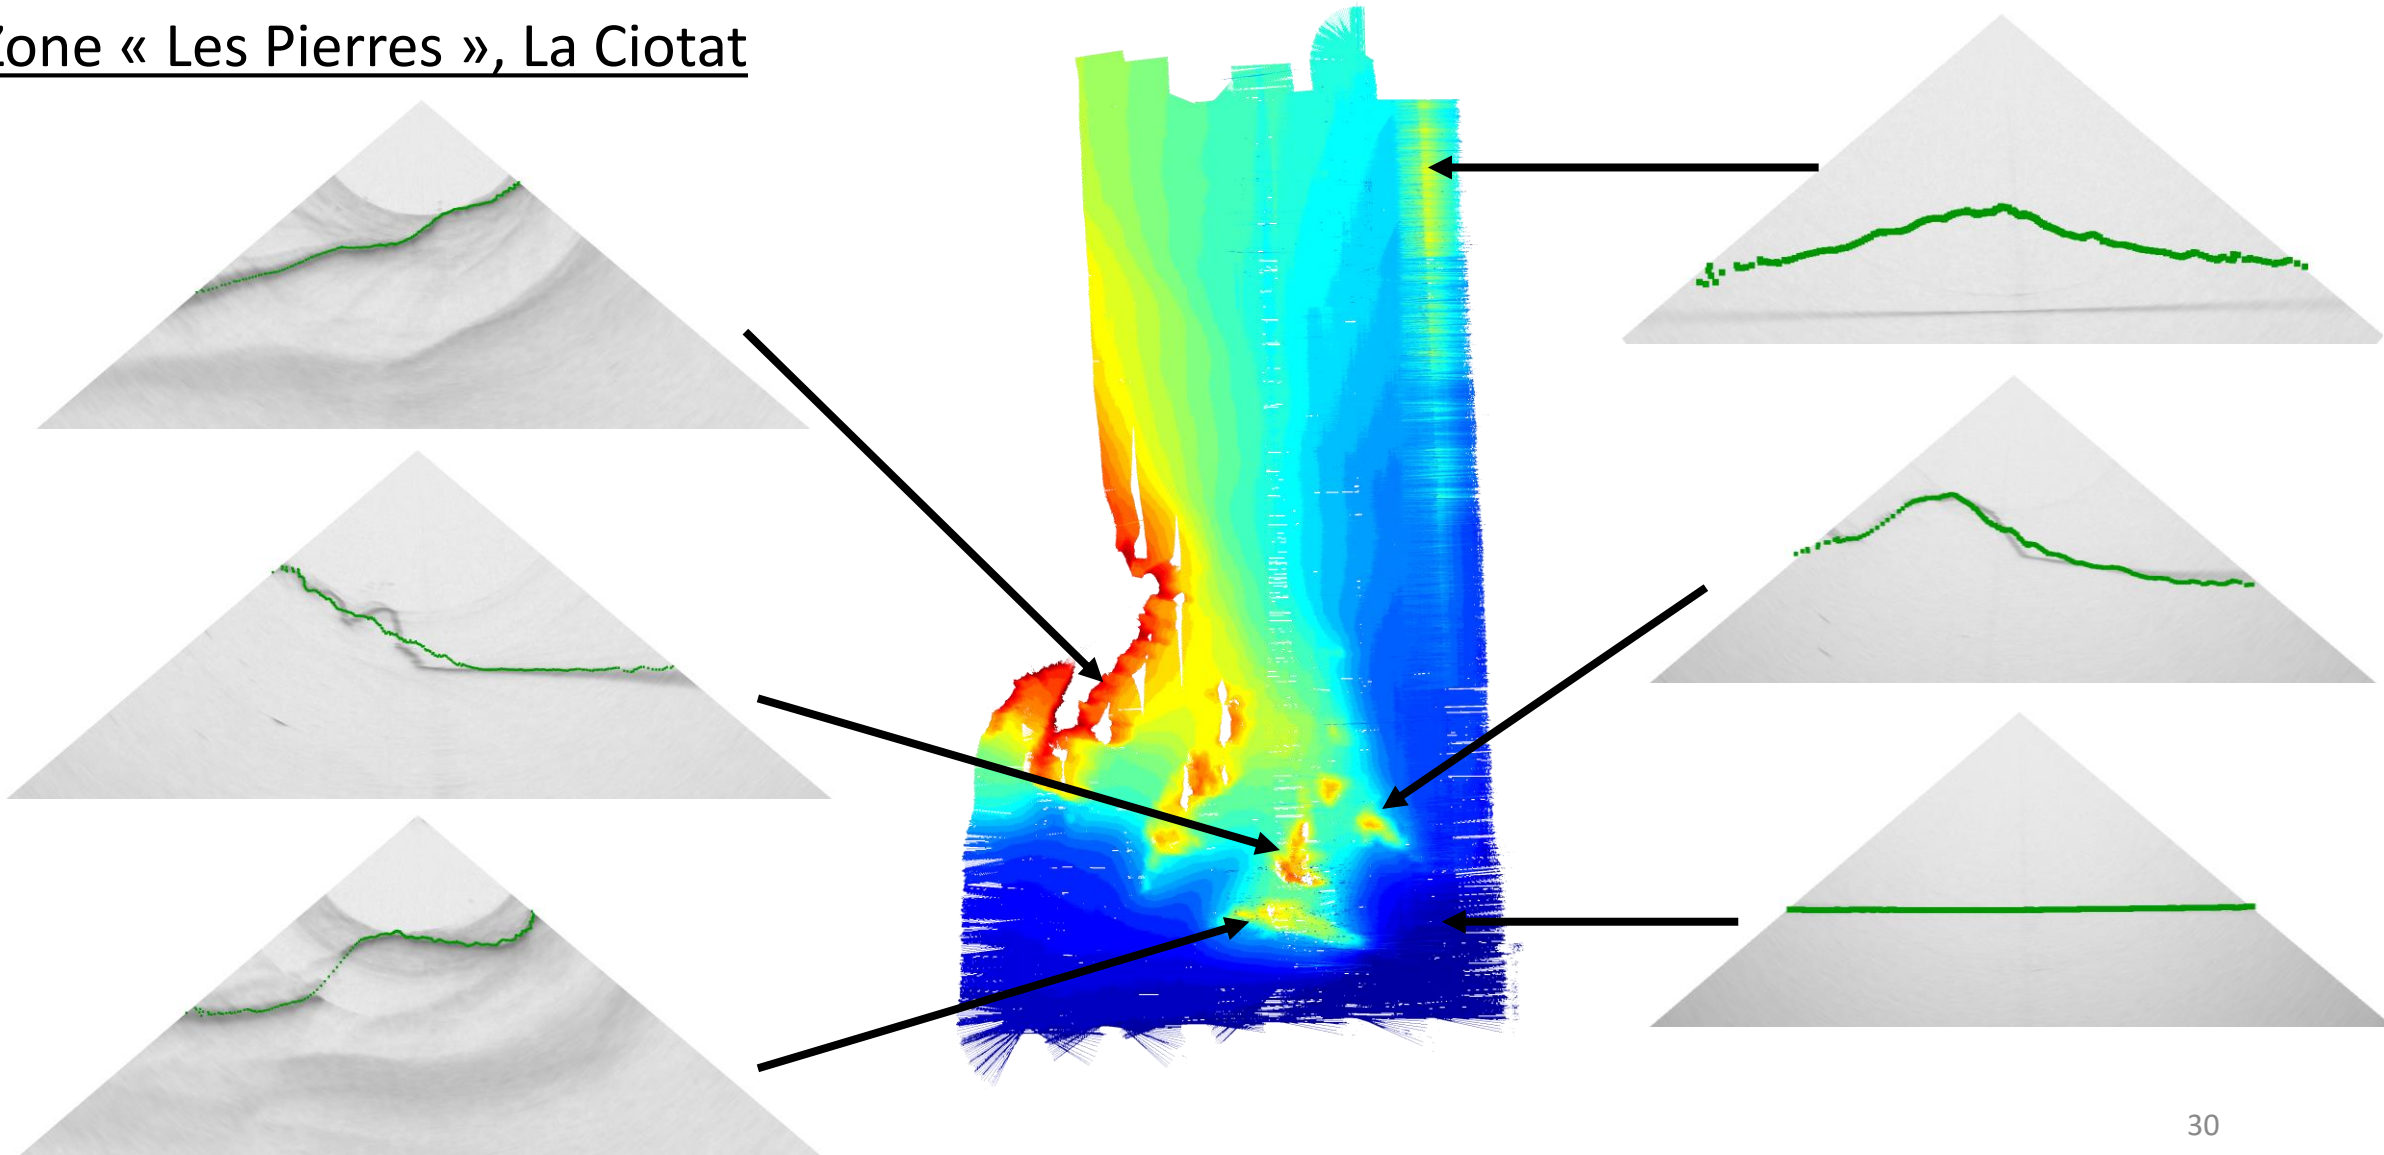 Zone « Les Pierres », La Ciotat
30